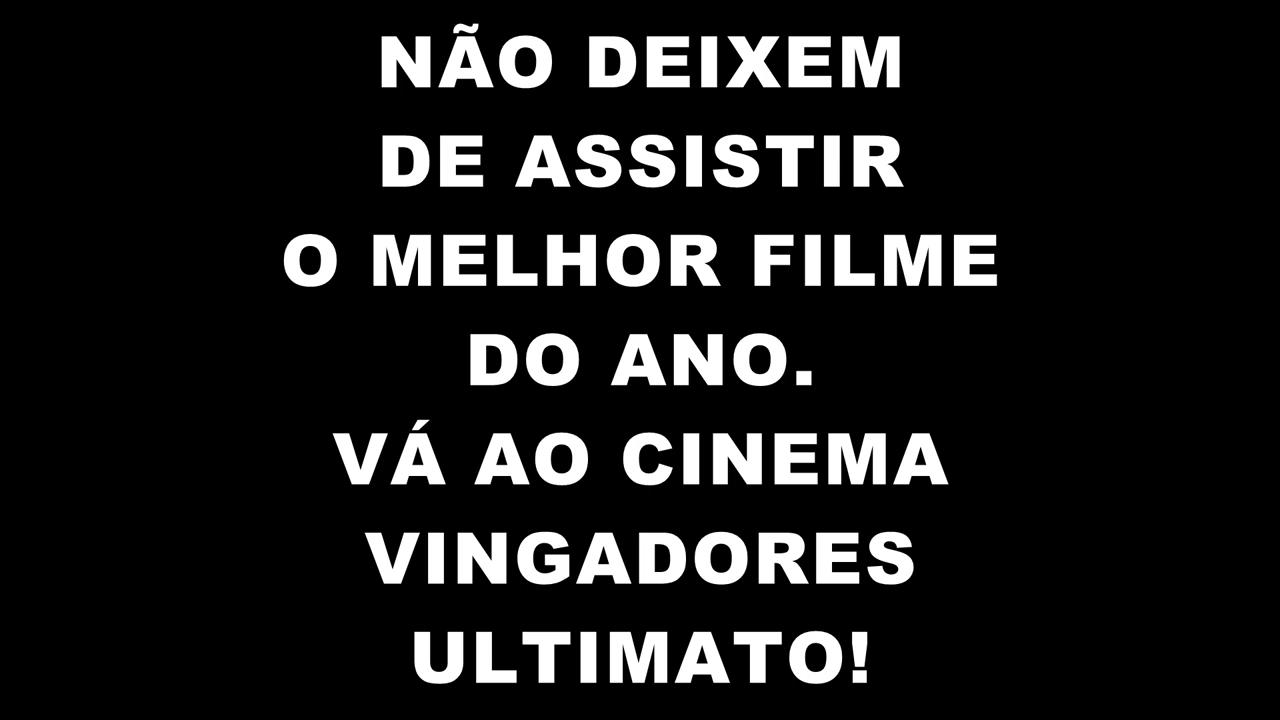 NÃO DEIXEM
DE ASSISTIR
O MELHOR FILME
DO ANO.
VÁ AO CINEMA
VINGADORES
ULTIMATO!